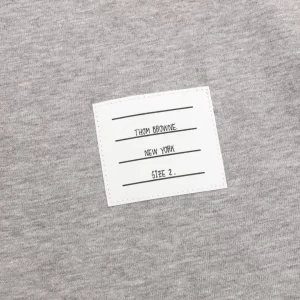 THOM BROWNE
NEW YORK
SIZE 2.